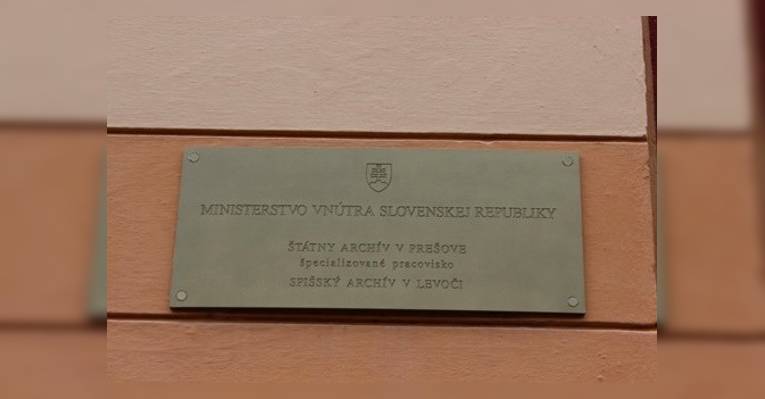 MINISTERSTVO VNÚTRA SLOVENSKEJ REPUBLIKY
ŠTÁTNY ARCHÍV V PREŠOVE
špecializované pracovisko
SPIŠSKÝ ARCHÍV V LEVOČI